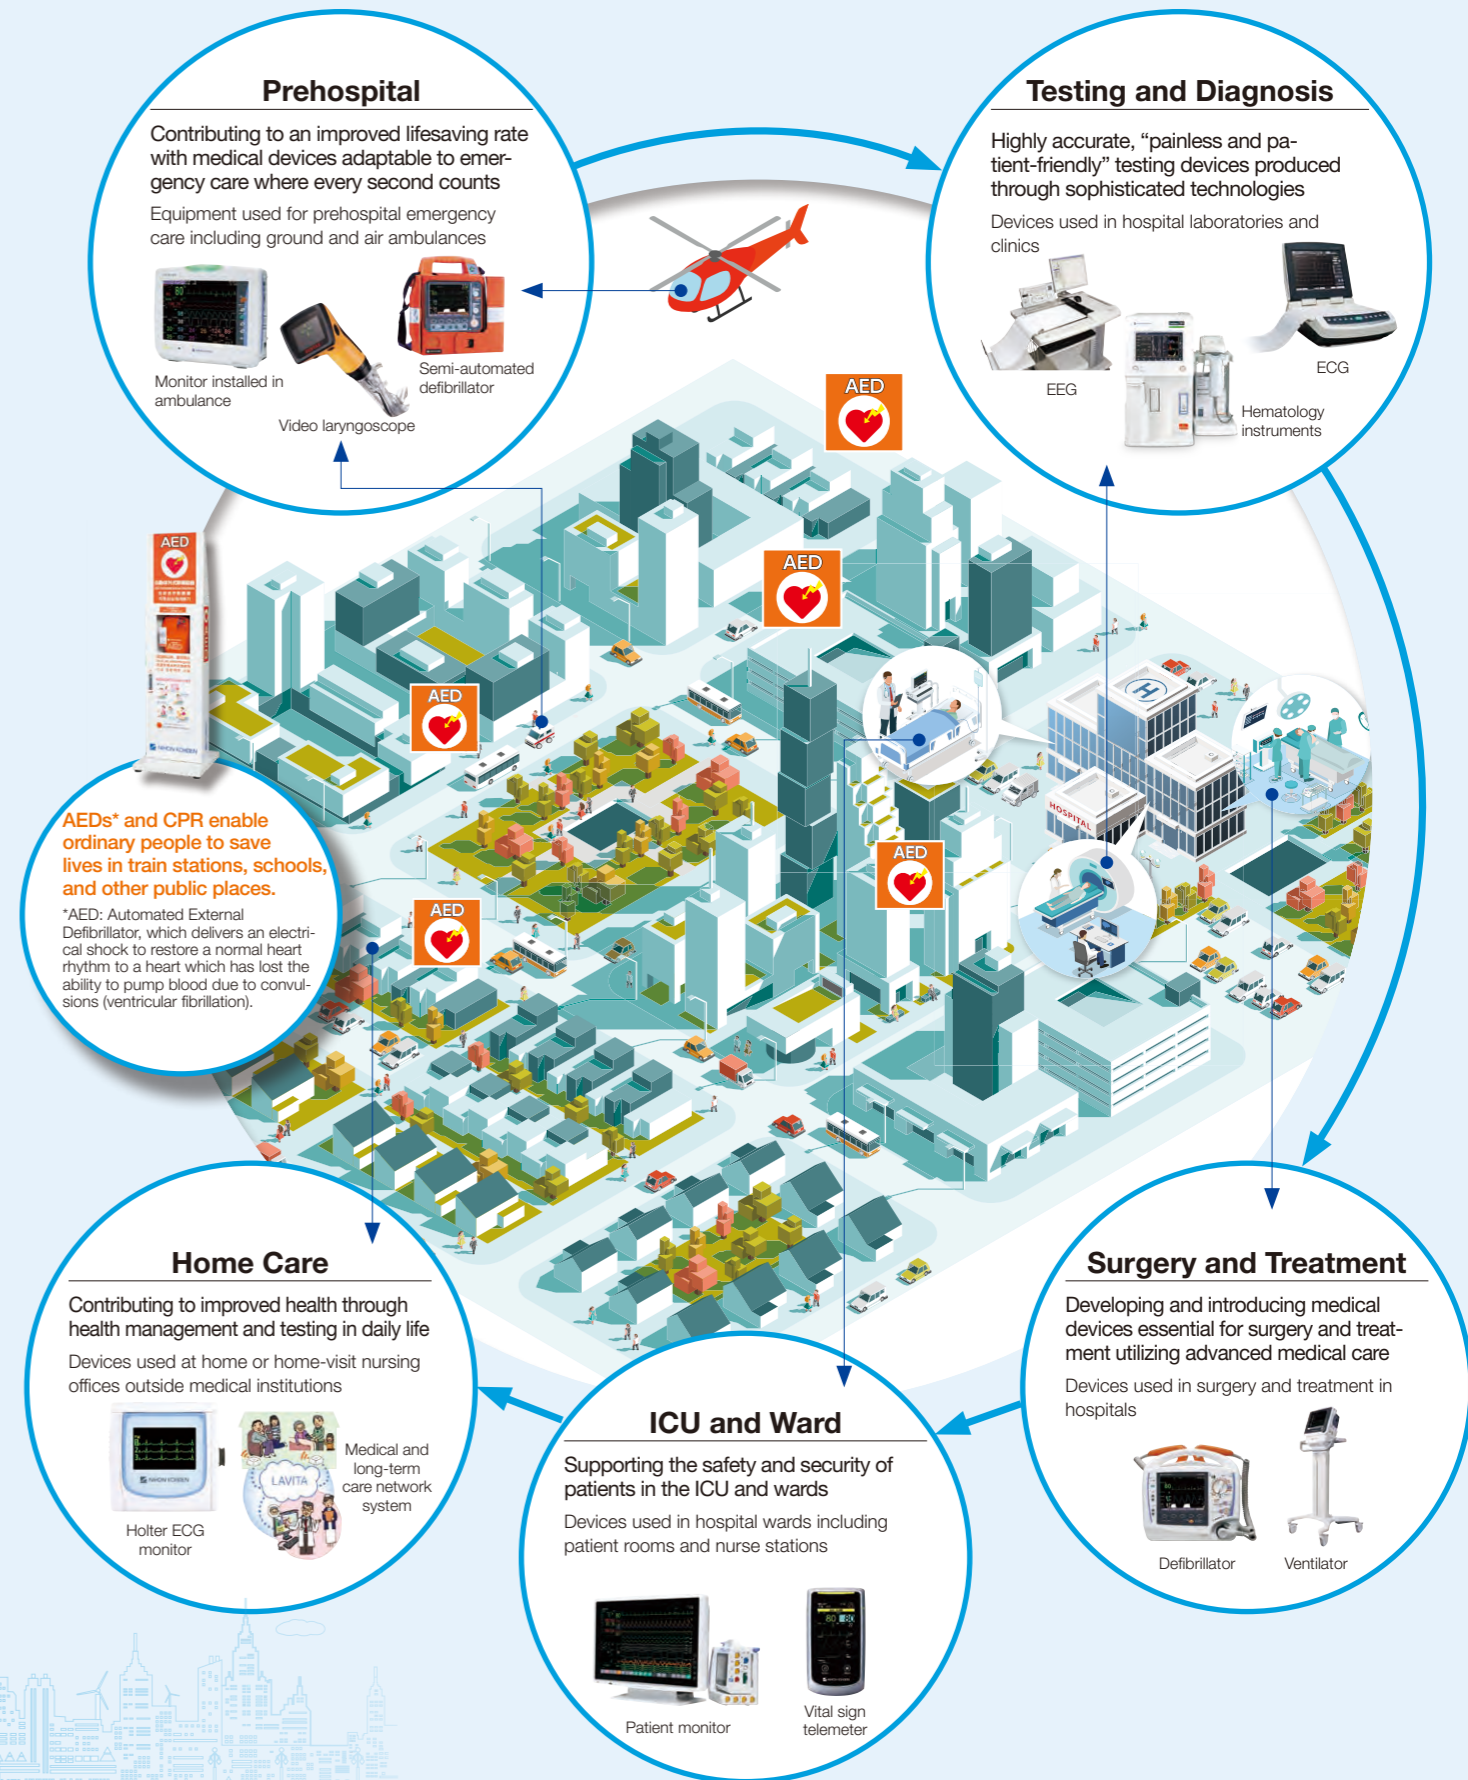 Prehospital
Contributing to an improved lifesaving rate
with medical devices adaptable to emer-
gency care where every second counts
Equipment used for prehospital emergency
care including ground and air ambulances
Monitor installed in
ambulance
Video laryngoscope
Semi-automated
defibrillator
Testing and Diagnosis
Highly accurate, “painless and pa-
tient-friendly” testing devices produced
through sophisticated technologies
Devices used in hospital laboratories and
clinics
EEG
Hematology
instruments
ECG
AED
AED
AED
AED
AED
AED
NIHON KOHDEN
HOSPITAL
H
AEDs* and CPR enable
ordinary people to save
lives in train stations, schools,
and other public places.
*AED: Automated External
Defibrillator, which delivers an electri-
cal shock to restore a normal heart
rhythm to a heart which has lost the
ability to pump blood due to convul-
sions (ventricular fibrillation).
Home Care
Contributing to improved health through
health management and testing in daily life
Devices used at home or home-visit nursing
offices outside medical institutions
NIHON KOHDEN
Holter ECG
monitor
LAVITA
Medical and
long-term
care network
system
ICU and Ward
Supporting the safety and security of
patients in the ICU and wards
Devices used in hospital wards including
patient rooms and nurse stations
80 80
Patient monitor
Vital sign
telemeter
Surgery and Treatment
Developing and introducing medical
devices essential for surgery and treat-
ment utilizing advanced medical care
Devices used in surgery and treatment in
hospitals
Defibrillator
Ventilator